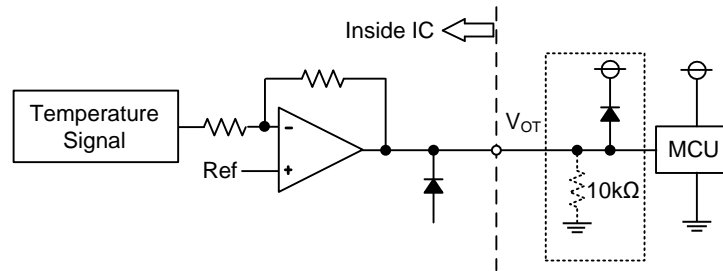 Inside IC
Temperature
Signal
-
+
Ref
V_OT
10kΩ
MCU